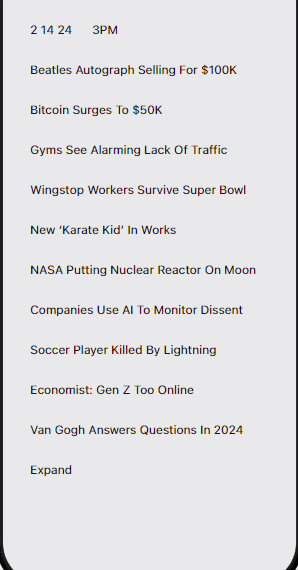 2 14 24 3PM
Beatles Autograph Selling For $100K
Bitcoin Surges To $50K
Gyms See Alarming Lack Of Traffic
Wingstop Workers Survive Super Bowl
New ‘Karate Kid’ In Works
NASA Putting Nuclear Reactor On Moon
Companies Use AI To Monitor Dissent
Soccer Player Killed By Lightning
Economist: Gen Z Too Online
Van Gogh Answers Questions In 2024
Expand